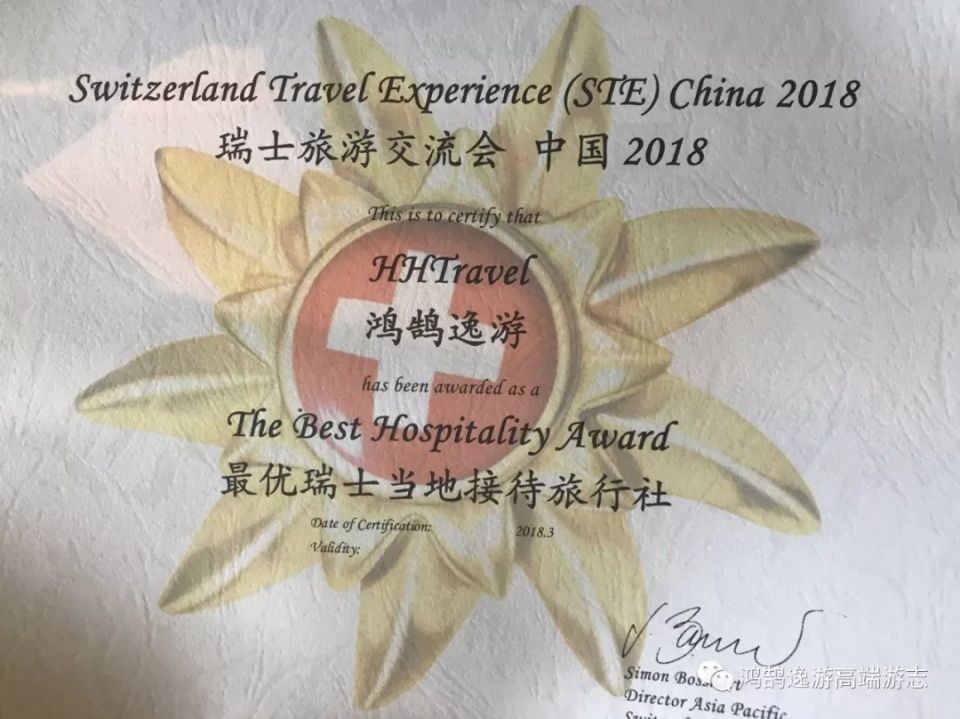 Switzerland Travel Experience (STE) China 2018
瑞士旅游交流会 中国 2018
This is to certify that
HHTravel
鸿鹄逸游
has been awarded as a
The Best Hospitality Award
最优瑞士当地接待旅行社
Date of Certification: 2018.3
Validity:
Simon
鸿鹄逸游高端游志
Director Asia Pacific